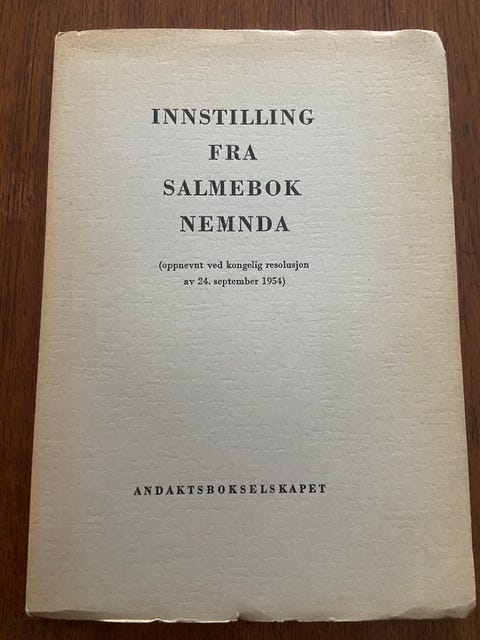 INNSTILLING
FRA
SALMEBOK
NEMNDA
(oppnevnt ved kongelig resolusjon
av 24. september 1954)
ANDAKTSBOKSELSKAPET